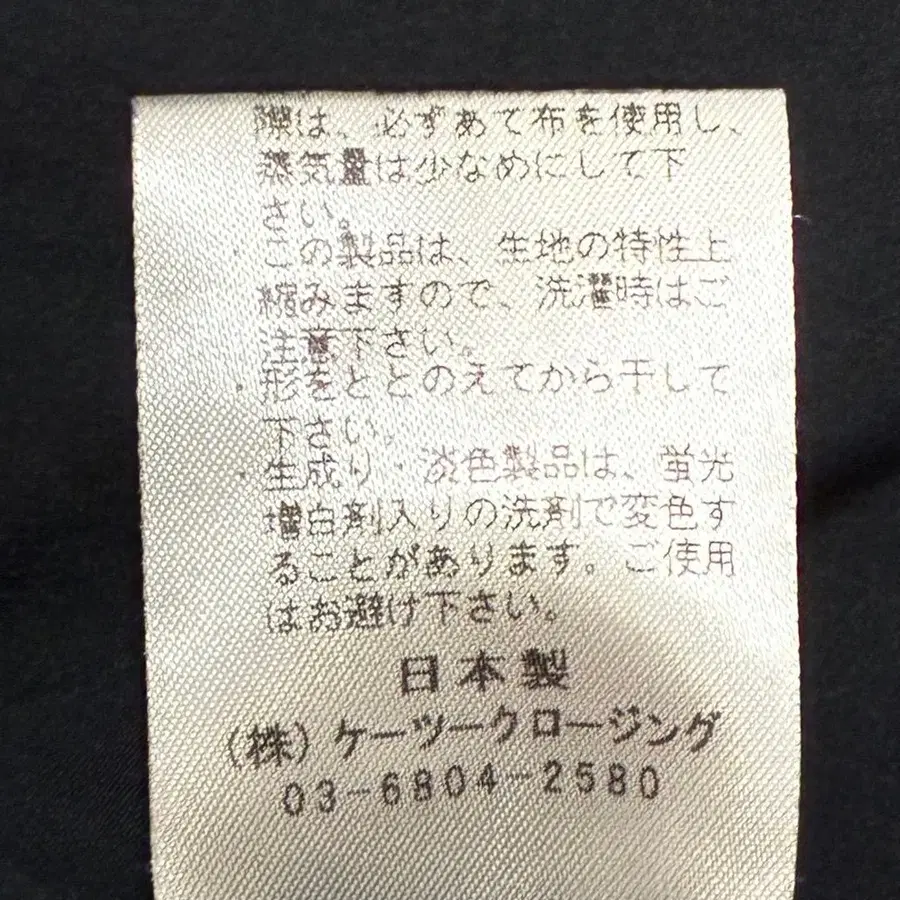 際は、必ずあて布を使用し、
蒸気量は少なめにして下
さい。
・この製品は、生地の特性上
縮みますので、洗濯時はご
注意下さい。
・形をととのえてから干して
下さい。
・生成り・淡色製品は、蛍光
増白剤入りの洗剤で変色す
ることがあります。ご使用
はお避け下さい。
日本製
(株)ケーツークロージング
03-6804-2580